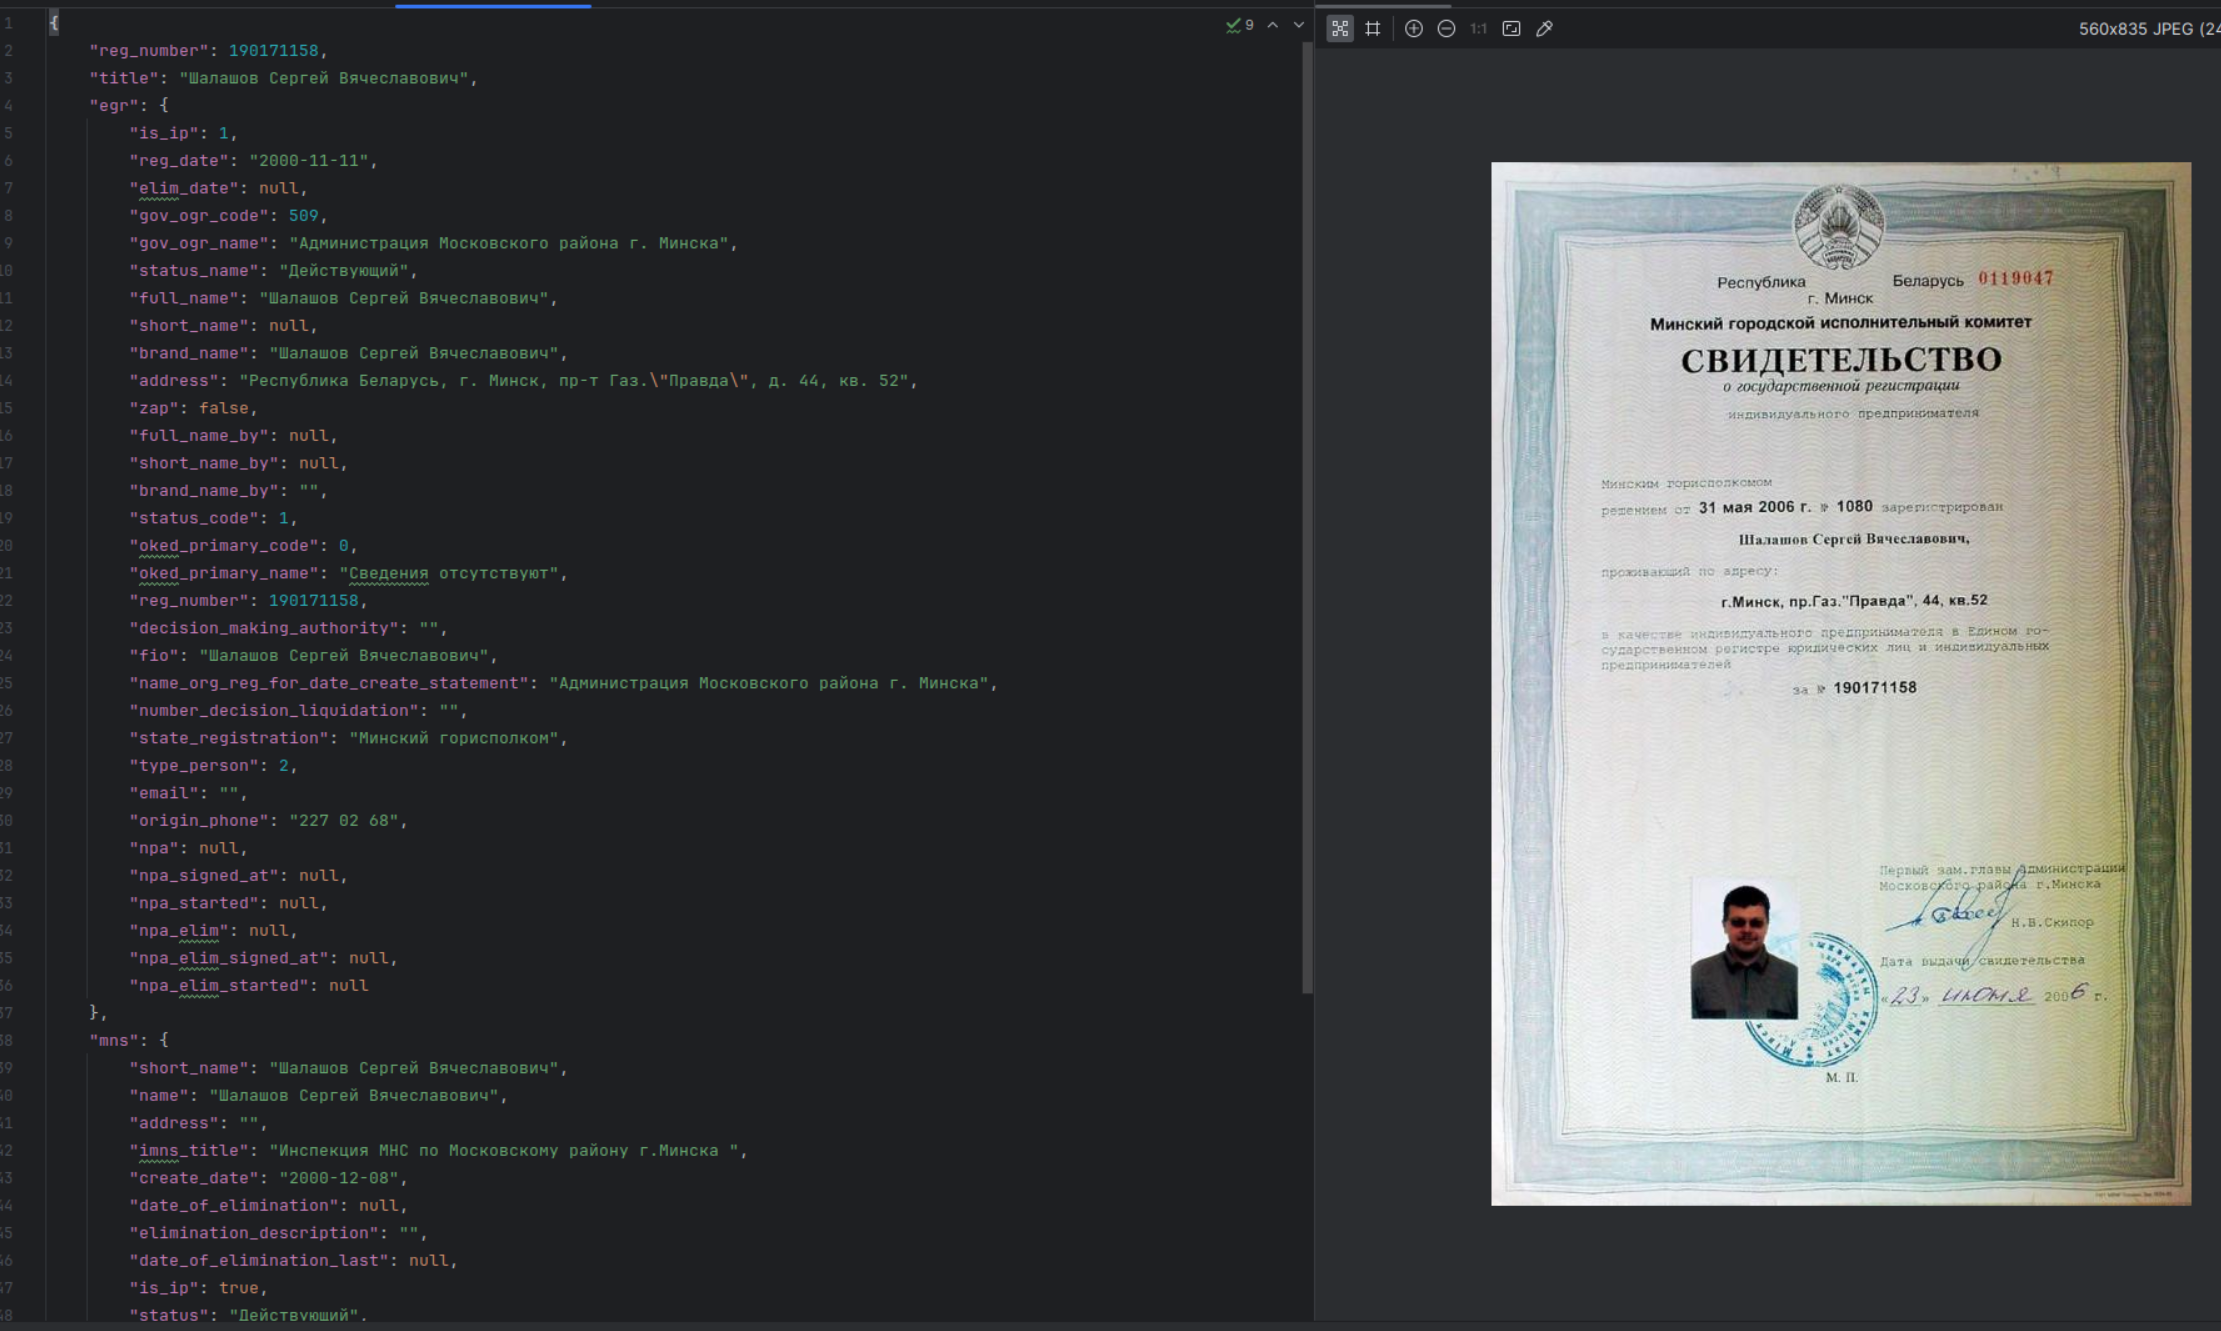 9
560x835 JPEG (24
1:1
1 {
2 "reg_number": 190171158,
3 "title": "Шалашов Сергей Вячеславович",
4 "egr": {
5 "is_ip": 1,
6 "reg_date": "2000-11-11",
7 "elim_date": null,
8 "gov_ogr_code": 509,
9 "gov_ogr_name": "Администрация Московского района г. Минска",
10 "status_name": "Действующий",
11 "full_name": "Шалашов Сергей Вячеславович",
12 "short_name": null,
13 "brand_name": "Шалашов Сергей Вячеславович",
14 "address": "Республика Беларусь, г. Минск, пр-т Газ.\"Правда\", д. 44, кв. 52",
15 "zap": false,
16 "full_name_by": null,
17 "short_name_by": null,
18 "brand_name_by": "",
19 "status_code": 1,
20 "oked_primary_code": 0,
21 "oked_primary_name": "Сведения отсутствуют",
22 "reg_number": 190171158,
23 "decision_making_authority": "",
24 "fio": "Шалашов Сергей Вячеславович",
25 "name_org_reg_for_date_create_statement": "Администрация Московского района г. Минска",
26 "number_decision_liquidation": "",
27 "state_registration": "Минский горисполком",
28 "type_person": 2,
29 "email": "",
30 "origin_phone": "227 02 68",
31 "npa": null,
32 "npa_signed_at": null,
33 "npa_started": null,
34 "npa_elim": null,
35 "npa_elim_signed_at": null,
36 "npa_elim_started": null
37 },
38 "mns": {
39 "short_name": "Шалашов Сергей Вячеславович",
40 "name": "Шалашов Сергей Вячеславович",
41 "address": "",
42 "imns_title": "Инспекция МНС по Московскому району г.Минска ",
43 "create_date": "2000-12-08",
44 "date_of_elimination": null,
45 "elimination_description": "",
46 "date_of_elimination_last": null,
47 "is_ip": true,
48 "status": "Действующий",
Республика Беларусь 0119047
г. Минск
Минский городской исполнительный комитет
СВИДЕТЕЛЬСТВО
о государственной регистрации
индивидуального предпринимателя
Минским горисполкомом
решением от 31 мая 2006 г. № 1080 зарегистрирован
Шалашов Сергей Вячеславович,
проживающий по адресу:
г.Минск, пр.Газ."Правда", 44, кв.52
в качестве индивидуального предпринимателя в Едином го-
сударственном регистре юридических лиц и индивидуальных
предпринимателей
за № 190171158
Первый зам.главы администрации
Московского района г.Минска
Н.В.Скипор
Дата выдачи свидетельства
«23» июня 2006 г.
М. П.